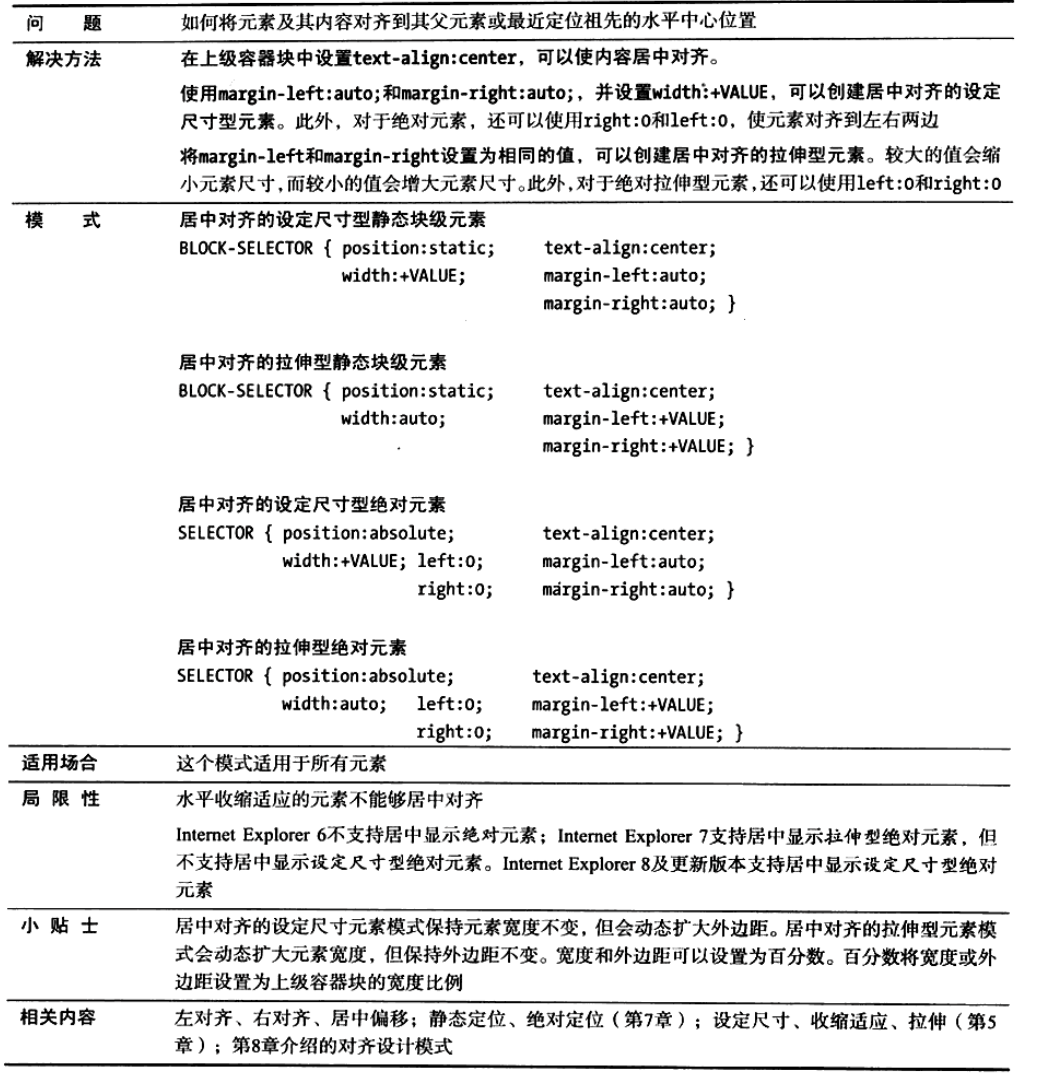 问 题 如何将元素及其内容对齐到其父元素或最近定位祖先的水平中心位置
解决方法 在上级容器块中设置text-align:center，可以使内容居中对齐。
使用margin-left:auto;和margin-right:auto;，并设置width:+VALUE，可以创建居中对齐的设定
尺寸型元素。此外，对于绝对元素，还可以使用right:0和left:0，使元素对齐到左右两边
将margin-left和margin-right设置为相同的值，可以创建居中对齐的拉伸型元素。较大的值会缩
小元素尺寸,而较小的值会增大元素尺寸。此外,对于绝对拉伸型元素,还可以使用left:0和right:0
模 式 居中对齐的设定尺寸型静态块级元素
BLOCK-SELECTOR { position:static; text-align:center;
width:+VALUE; margin-left:auto;
margin-right:auto; }
居中对齐的拉伸型静态块级元素
BLOCK-SELECTOR { position:static; text-align:center;
width:auto; margin-left:+VALUE;
margin-right:+VALUE; }
居中对齐的设定尺寸型绝对元素
SELECTOR { position:absolute; text-align:center;
width:+VALUE; left:0; margin-left:auto;
right:0; margin-right:auto; }
居中对齐的拉伸型绝对元素
SELECTOR { position:absolute; text-align:center;
width:auto; left:0; margin-left:+VALUE;
right:0; margin-right:+VALUE; }
适用场合 这个模式适用于所有元素
局 限 性 水平收缩适应的元素不能够居中对齐
Internet Explorer 6不支持居中显示绝对元素；Internet Explorer 7支持居中显示拉伸型绝对元素，但
不支持居中显示设定尺寸型绝对元素。Internet Explorer 8及更新版本支持居中显示设定尺寸型绝对
元素
小 贴 士 居中对齐的设定尺寸元素模式保持元素宽度不变，但会动态扩大外边距。居中对齐的拉伸型元素模
式会动态扩大元素宽度，但保持外边距不变。宽度和外边距可以设置为百分数。百分数将宽度或外
边距设置为上级容器块的宽度比例
相关内容 左对齐、右对齐、居中偏移；静态定位、绝对定位（第7章）；设定尺寸、收缩适应、拉伸（第5
章）；第8章介绍的对齐设计模式